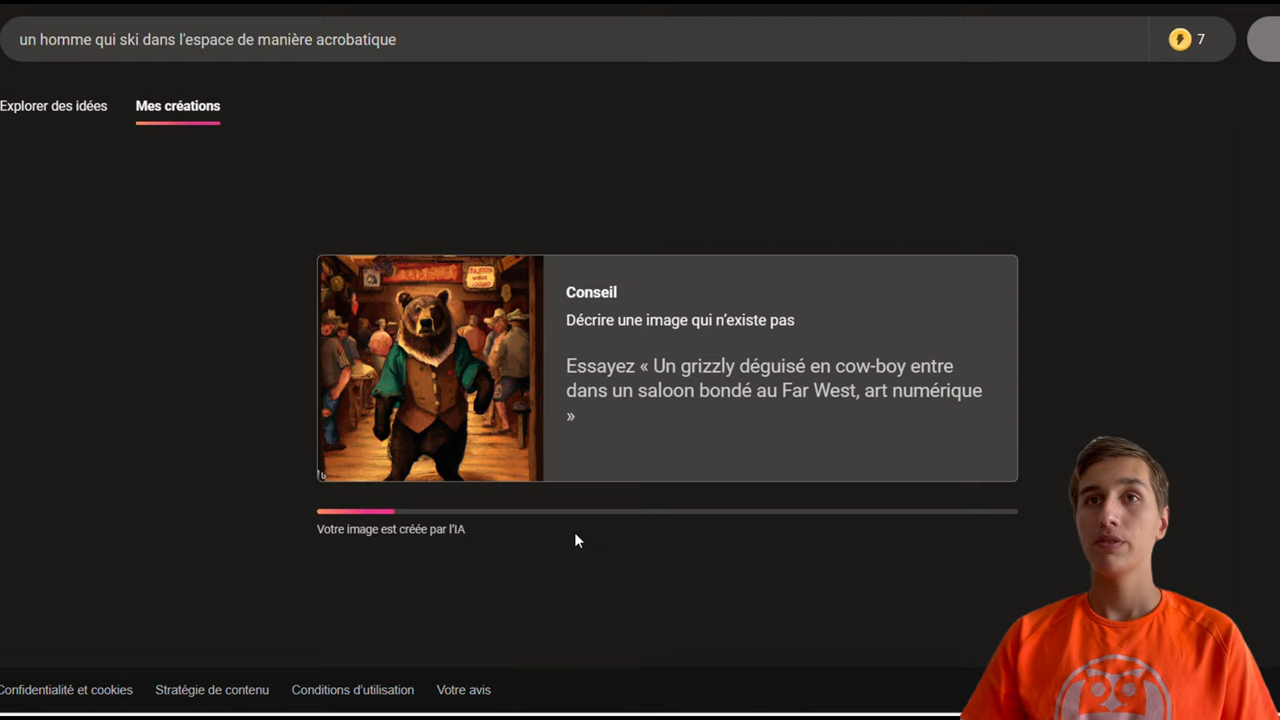 un homme qui ski dans l'espace de manière acrobatique
7
Explorer des idées
Mes créations
Conseil
Décrire une image qui n'existe pas
Essayez « Un grizzly déguisé en cow-boy entre
dans un saloon bondé au Far West, art numérique
»
Votre image est créée par l'IA
Confidentialité et cookies
Stratégie de contenu
Conditions d'utilisation
Votre avis